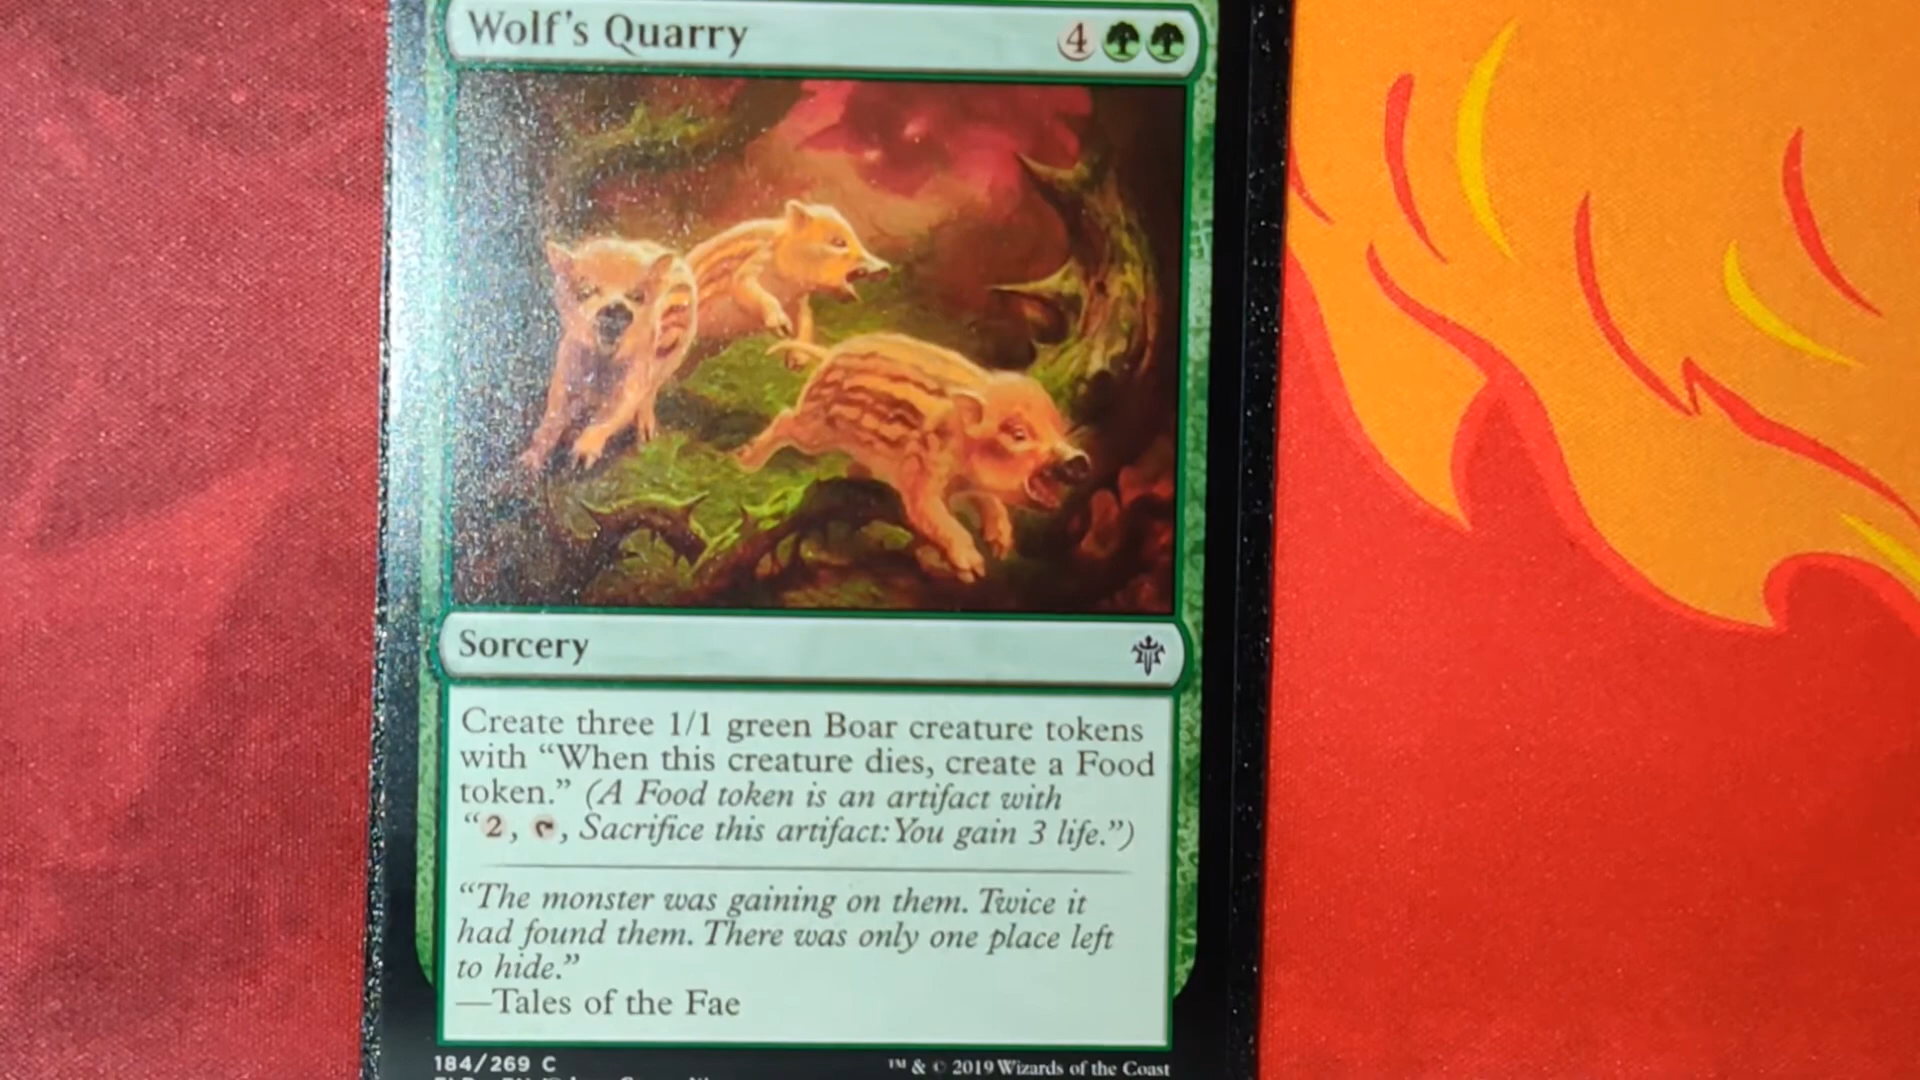 Wolf's Quarry 4
Sorcery
Create three 1/1 green Boar creature tokens
with “When this creature dies, create a Food
token.” (A Food token is an artifact with
“2, , Sacrifice this artifact: You gain 3 life.”)
“The monster was gaining on them. Twice it
had found them. There was only one place left
to hide.”
—Tales of the Fae
184/269 C
™ & © 2019 Wizards of the Coast